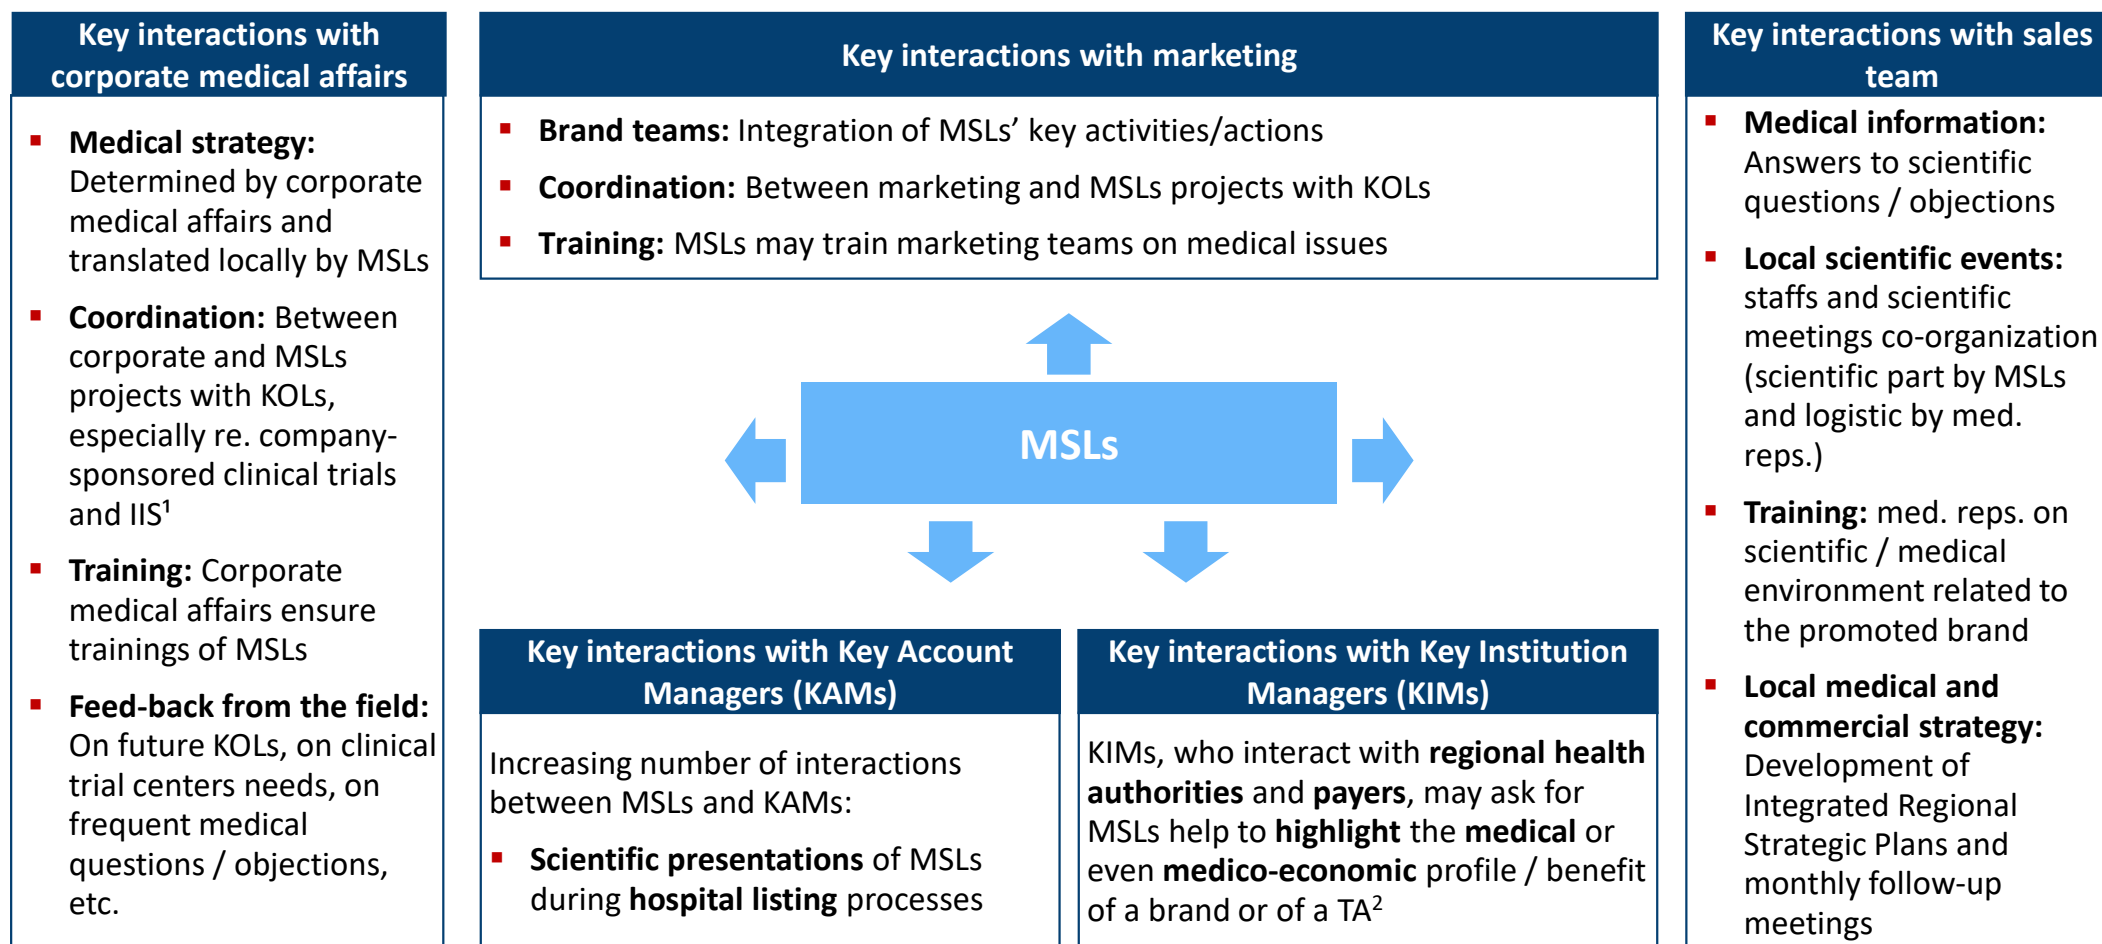 Key interactions with
corporate medical affairs
▪ Medical strategy:
Determined by corporate
medical affairs and
translated locally by MSLs
▪ Coordination: Between
corporate and MSLs
projects with KOLs,
especially re. company-
sponsored clinical trials
and IIS¹
▪ Training: Corporate
medical affairs ensure
trainings of MSLs
▪ Feed-back from the field:
On future KOLs, on clinical
trial centers needs, on
frequent medical
questions / objections,
etc.
Key interactions with marketing
▪ Brand teams: Integration of MSLs’ key activities/actions
▪ Coordination: Between marketing and MSLs projects with KOLs
▪ Training: MSLs may train marketing teams on medical issues
MSLs
Key interactions with Key Account
Managers (KAMs)
Increasing number of interactions
between MSLs and KAMs:
▪ Scientific presentations of MSLs
during hospital listing processes
Key interactions with Key Institution
Managers (KIMs)
KIMs, who interact with regional health
authorities and payers, may ask for
MSLs help to highlight the medical or
even medico-economic profile / benefit
of a brand or of a TA²
Key interactions with sales
team
▪ Medical information:
Answers to scientific
questions / objections
▪ Local scientific events:
staffs and scientific
meetings co-organization
(scientific part by MSLs
and logistic by med.
reps.)
▪ Training: med. reps. on
scientific / medical
environment related to
the promoted brand
▪ Local medical and
commercial strategy:
Development of
Integrated Regional
Strategic Plans and
monthly follow-up
meetings